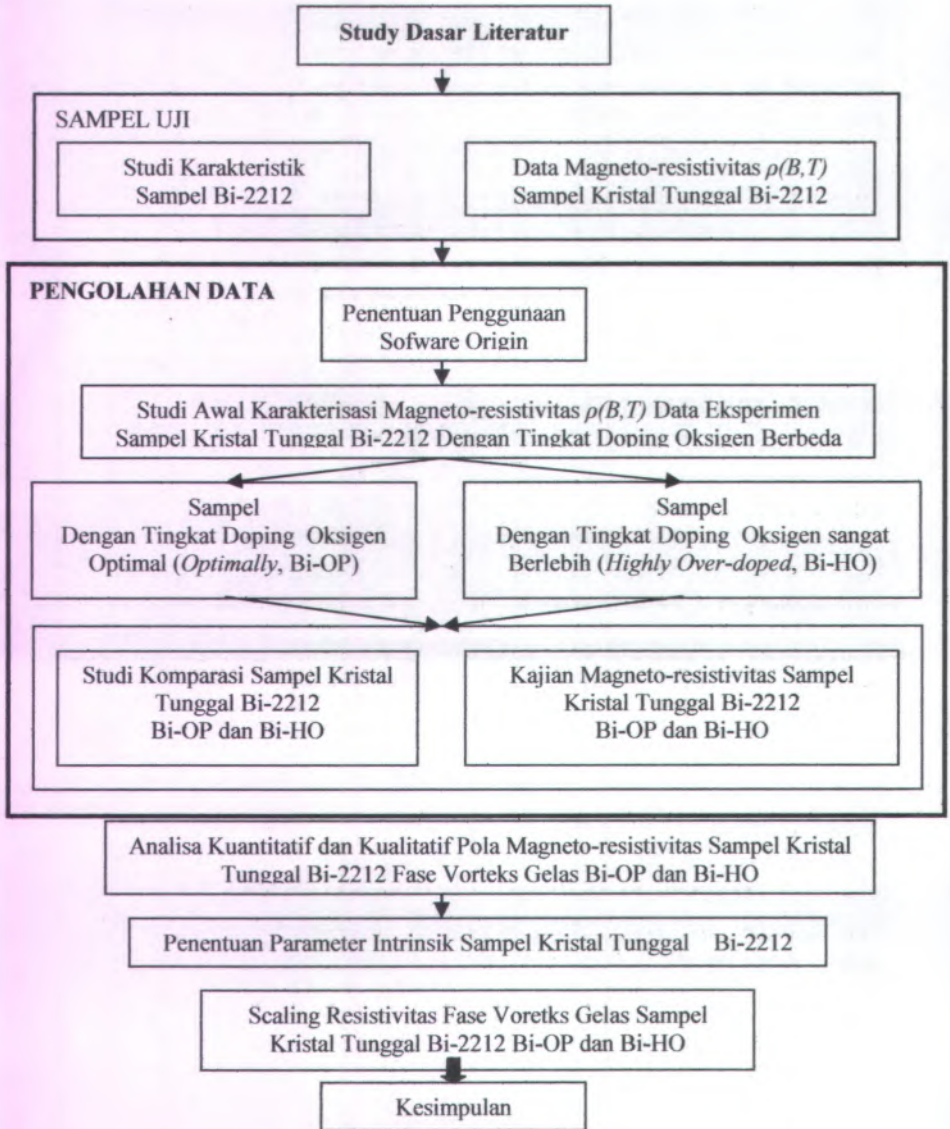 Study Dasar Literatur
SAMPEL UJI
Studi Karakteristik
Sampel Bi-2212
Data Magneto-resistivitas ρ(B,T)
Sampel Kristal Tunggal Bi-2212
PENGOLAHAN DATA
Penentuan Penggunaan
Sofware Origin
Studi Awal Karakterisasi Magneto-resistivitas ρ(B,T) Data Eksperimen
Sampel Kristal Tunggal Bi-2212 Dengan Tingkat Doping Oksigen Berbeda
Sampel
Dengan Tingkat Doping Oksigen
Optimal (Optimally, Bi-OP)
Sampel
Dengan Tingkat Doping Oksigen sangat
Berlebih (Highly Over-doped, Bi-HO)
Studi Komparasi Sampel Kristal
Tunggal Bi-2212
Bi-OP dan Bi-HO
Kajian Magneto-resistivitas Sampel
Kristal Tunggal Bi-2212
Bi-OP dan Bi-HO
Analisa Kuantitatif dan Kualitatif Pola Magneto-resistivitas Sampel Kristal
Tunggal Bi-2212 Fase Vorteks Gelas Bi-OP dan Bi-HO
Penentuan Parameter Intrinsik Sampel Kristal Tunggal Bi-2212
Scaling Resistivitas Fase Voretks Gelas Sampel
Kristal Tunggal Bi-2212 Bi-OP dan Bi-HO
Kesimpulan